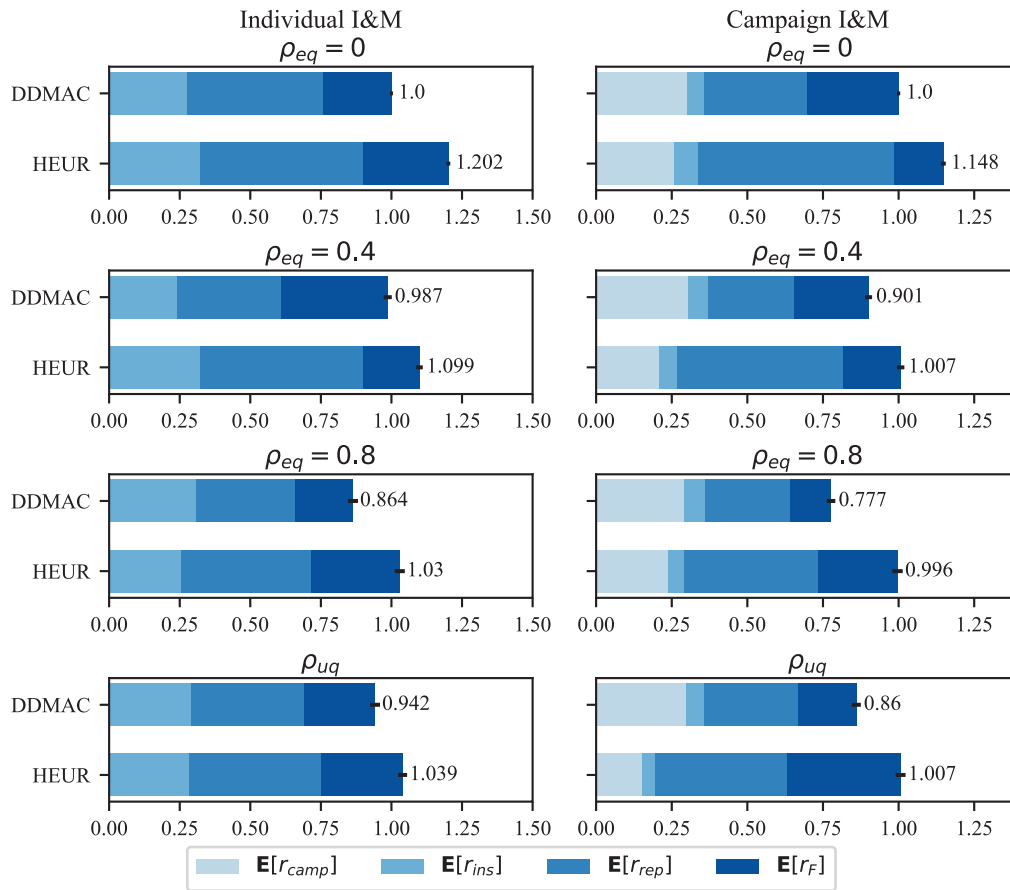 Individual I&M
Campaign I&M
ρeq = 0
ρeq = 0
DDMAC
1.0
1.0
HEUR
1.202
1.148
0.00 0.25 0.50 0.75 1.00 1.25 1.50
0.00 0.25 0.50 0.75 1.00 1.25
ρeq = 0.4
ρeq = 0.4
DDMAC
0.987
0.901
HEUR
1.099
1.007
0.00 0.25 0.50 0.75 1.00 1.25 1.50
0.00 0.25 0.50 0.75 1.00 1.25
ρeq = 0.8
ρeq = 0.8
DDMAC
0.864
0.777
HEUR
1.03
0.996
0.00 0.25 0.50 0.75 1.00 1.25 1.50
0.00 0.25 0.50 0.75 1.00 1.25
ρuq
ρuq
DDMAC
0.942
0.86
HEUR
1.039
1.007
0.00 0.25 0.50 0.75 1.00 1.25 1.50
0.00 0.25 0.50 0.75 1.00 1.25
E[rcamp] E[rins] E[rrep] E[rF]